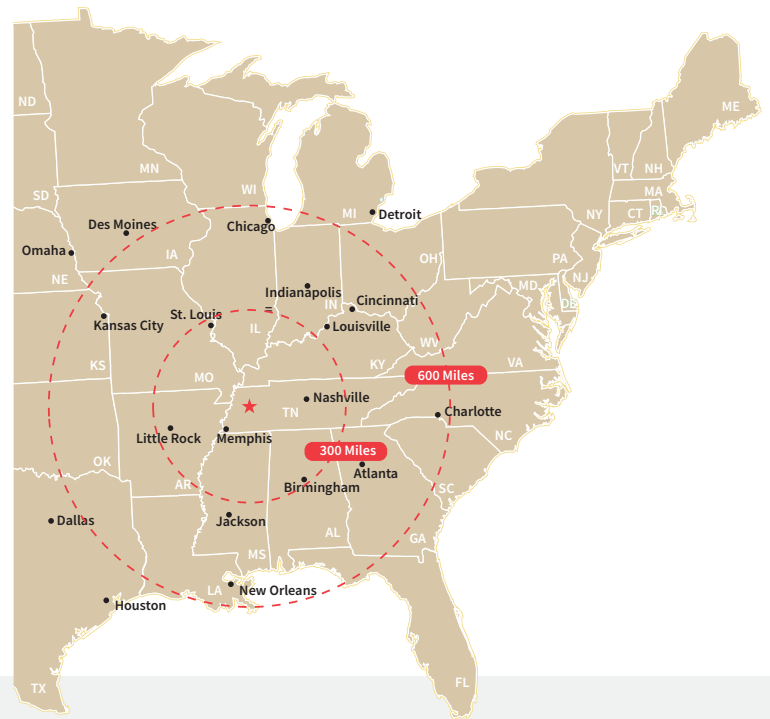 ND
ME
MN
VT
NH
SD
WI
MA
MI
Detroit
NY
CT
RI
Des Moines
Chicago
Omaha
IA
OH
PA
NE
NJ
MD
Indianapolis
IN
Cincinnati
DE
=
St. Louis
Kansas City
IL
Louisville
WV
KS
KY
VA
MO
600 Miles
Nashville
TN
Charlotte
Little Rock
Memphis
NC
300 Miles
OK
Atlanta
AR
Birmingham
SC
Dallas
Jackson
AL
GA
MS
LA
New Orleans
Houston
TX
FL